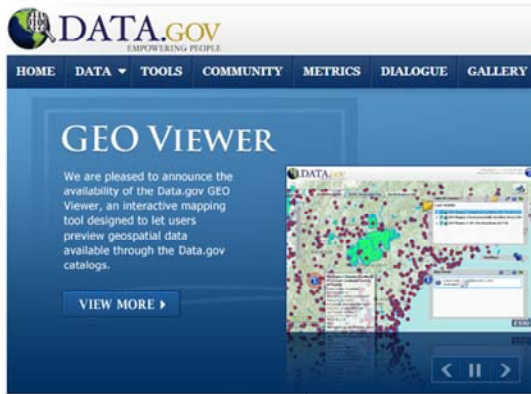 DATA.GOV
EMPOWERING PEOPLE
HOME DATA TOOLS COMMUNITY METRICS DIALOGUE GALLERY
GEO VIEWER
We are pleased to announce the
availability of the Data.gov GEO
Viewer, an interactive mapping
tool designed to let users
preview geospatial data
available through the Data.gov
catalogs.
VIEW MORE
DATA.GOV